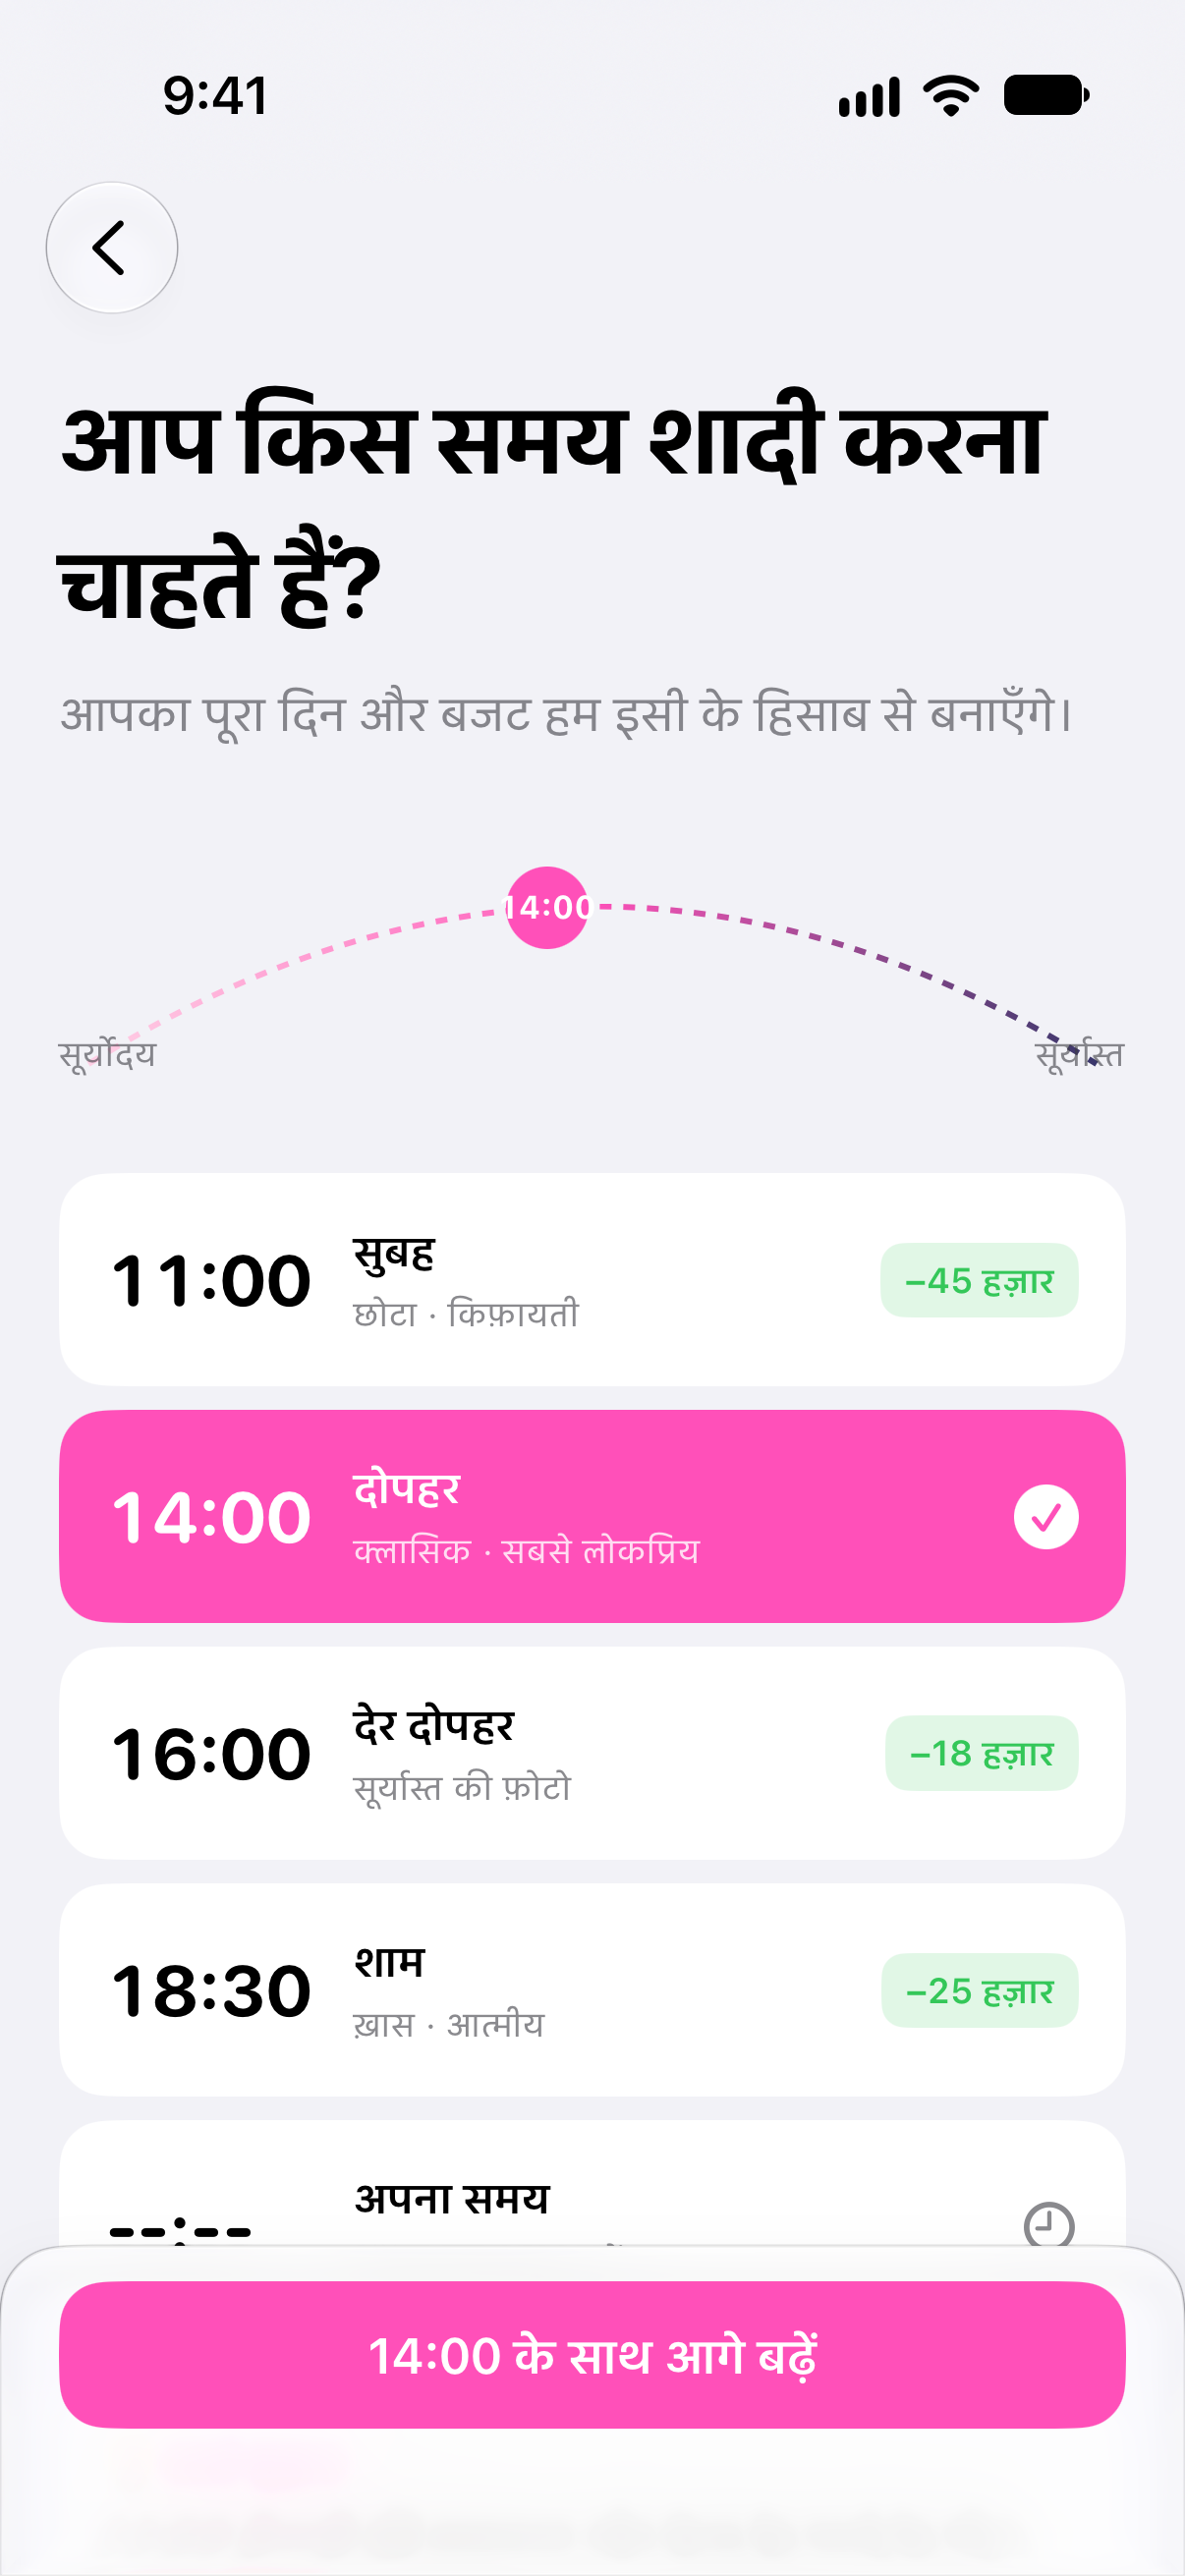 9:41
आप किस समय शादी करना
चाहते हैं?
आपका पूरा दिन और बजट हम इसी के हिसाब से बनाएँगे।
14:00
सूर्योदय
सूर्यास्त
11:00
सुबह
छोटा · किफ़ायती
–45 हज़ार
14:00
दोपहर
क्लासिक · सबसे लोकप्रिय
16:00
देर दोपहर
सूर्यास्त की फ़ोटो
–18 हज़ार
18:30
शाम
ख़ास · आत्मीय
–25 हज़ार
--:--
अपना समय
14:00 के साथ आगे बढ़ें